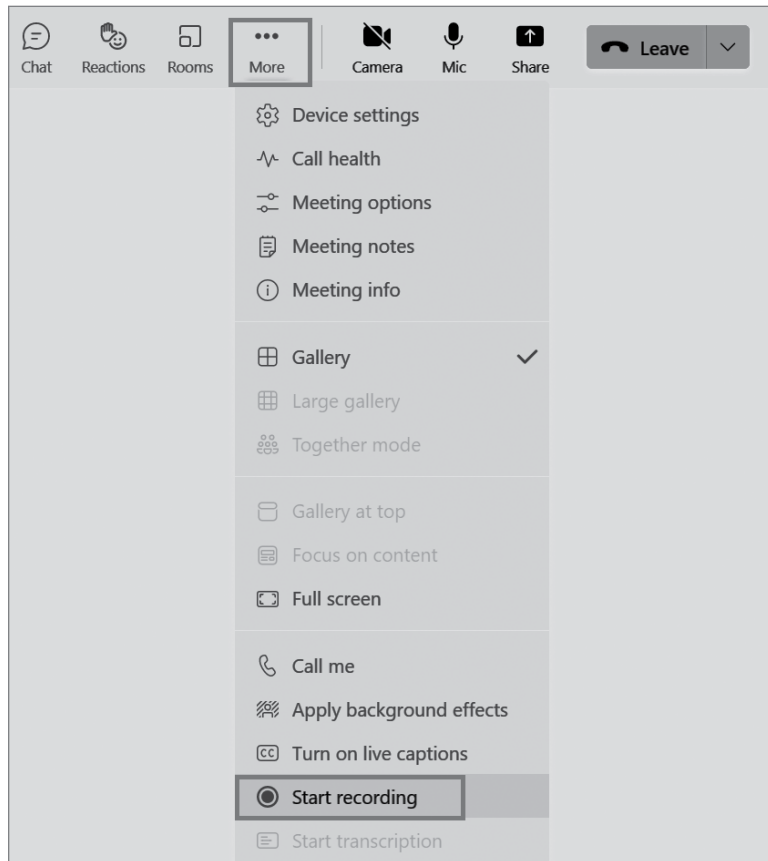 Chat Reactions Rooms More Camera Mic Share Leave
Device settings
Call health
Meeting options
Meeting notes
Meeting info
Gallery
Large gallery
Together mode
Gallery at top
Focus on content
Full screen
Call me
Apply background effects
CC Turn on live captions
Start recording
Start transcription